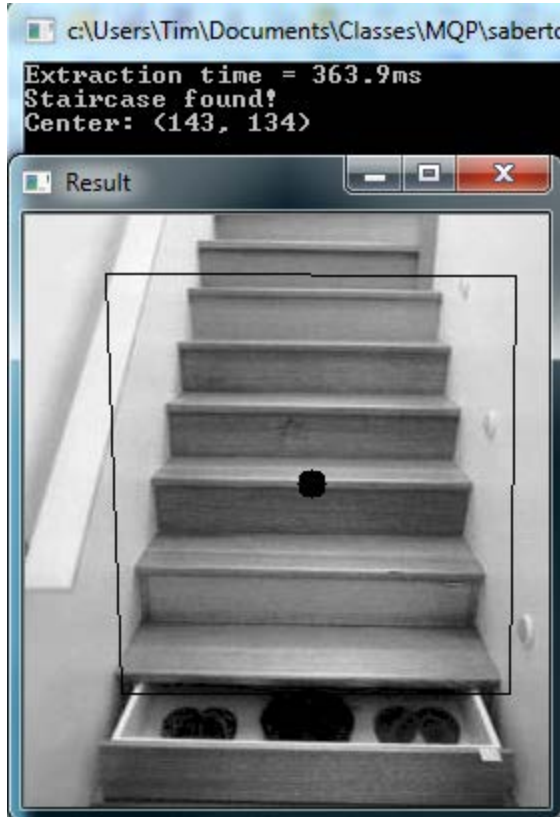 c:\Users\Tim\Documents\Classes\MQP\saberto
Extraction time = 363.9ms
Staircase found!
Center: (143, 134)
Result